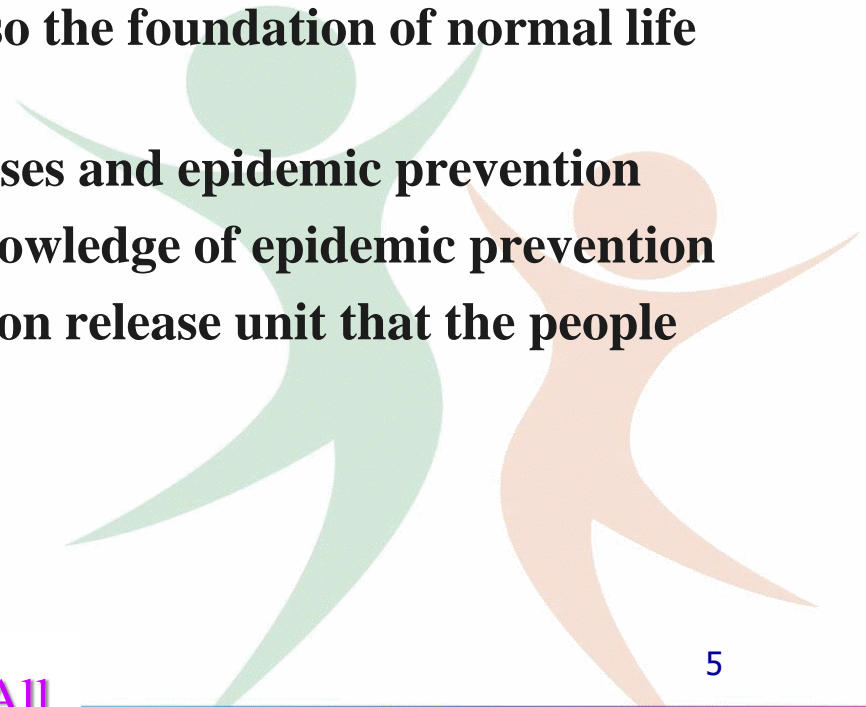 so the foundation of normal life
ses and epidemic prevention
owledge of epidemic prevention
on release unit that the people
5
All